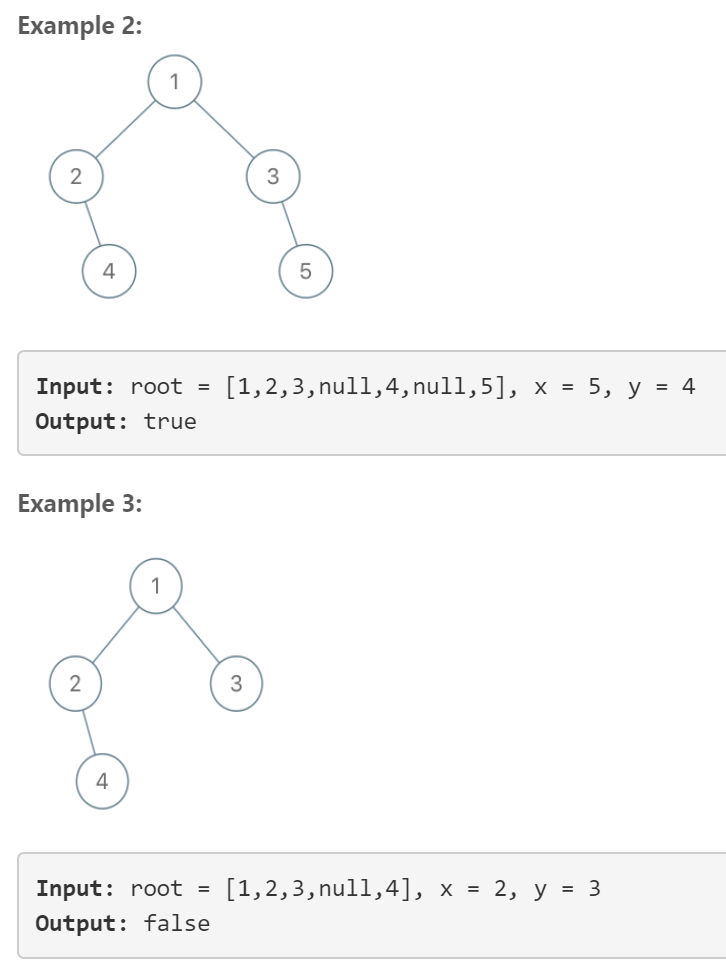 Example 2:
1
2 3
4 5
Input: root = [1,2,3,null,4,null,5], x = 5, y = 4
Output: true
Example 3:
1
2 3
4
Input: root = [1,2,3,null,4], x = 2, y = 3
Output: false